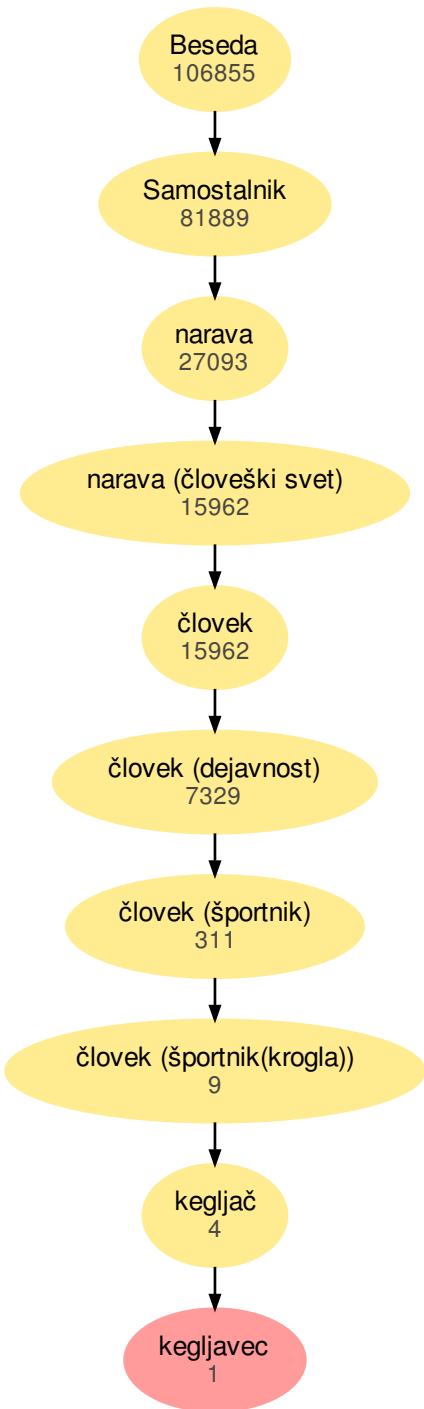 Beseda
106855
Samostalnik
81889
narava
27093
narava (človeški svet)
15962
človek
15962
človek (dejavnost)
7329
človek (športnik)
311
človek (športnik(krogla))
9
kegljač
4
kegljavec
1